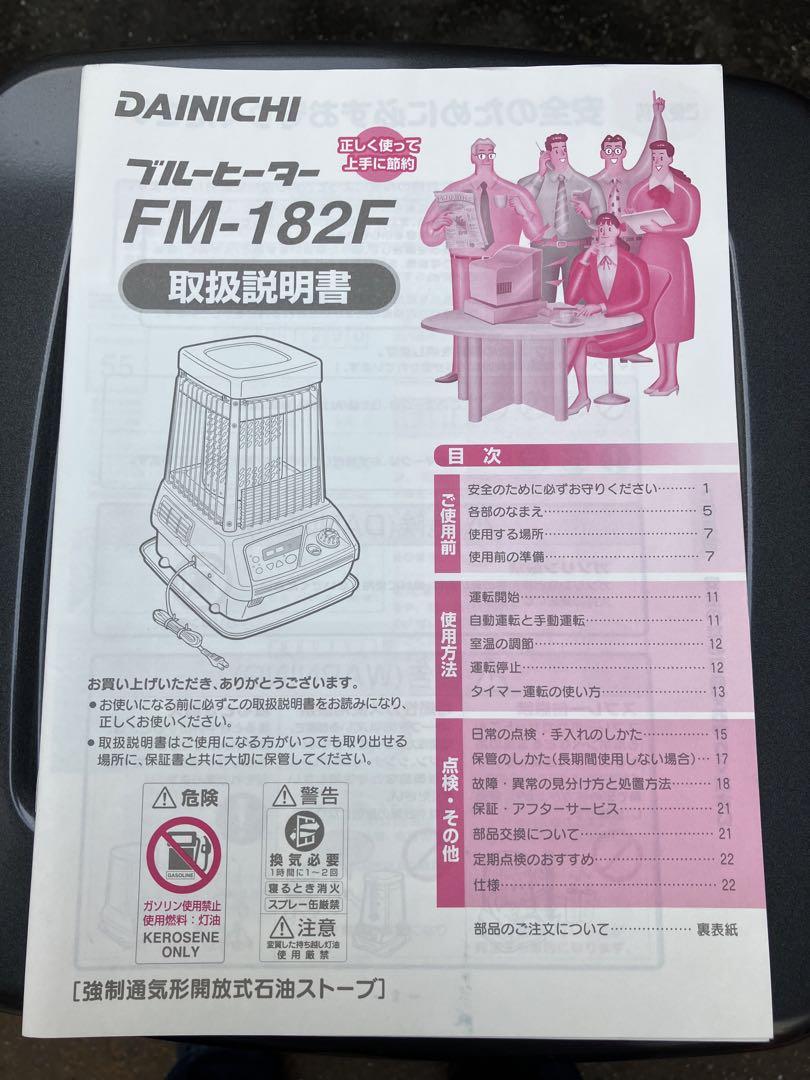 DAINICHI
正しく使って
上手に節約
ブルーヒーター
FM-182F
取扱説明書
お買い上げいただき、ありがとうございます。
●お使いになる前に必ずこの取扱説明書をお読みになり、
正しくお使いください。
●取扱説明書はご使用になる方がいつでも取り出せる
場所に、保証書と共に大切に保管してください。
危険
GASOLINE
ガソリン使用禁止
使用燃料：灯油
KEROSENE
ONLY
警告
換気必要
1時間に1～2回
寝るとき消火
スプレー缶厳禁
注意
変質した持ち越し灯油
使用厳禁
[強制通気形開放式石油ストーブ]
目次
ご使用前
安全のために必ずお守りください……… 1
各部のなまえ……… 5
使用する場所……… 7
使用前の準備……… 7
使用方法
運転開始……… 11
自動運転と手動運転……… 11
室温の調節……… 12
運転停止……… 12
タイマー運転の使い方……… 13
点検・その他
日常の点検・手入れのしかた……… 15
保管のしかた(長期間使用しない場合)… 17
故障・異常の見分け方と処置方法……… 18
保証・アフターサービス……… 21
部品交換について……… 21
定期点検のおすすめ……… 22
仕様……… 22
部品のご注文について……… 裏表紙